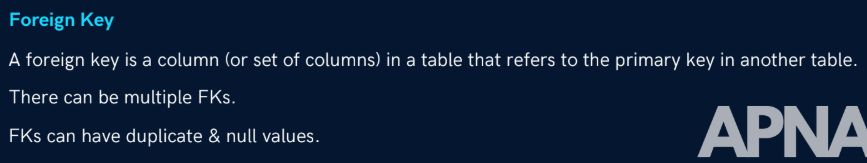 Foreign Key
A foreign key is a column (or set of columns) in a table that refers to the primary key in another table.
There can be multiple FKs.
FKs can have duplicate & null values.
APNA